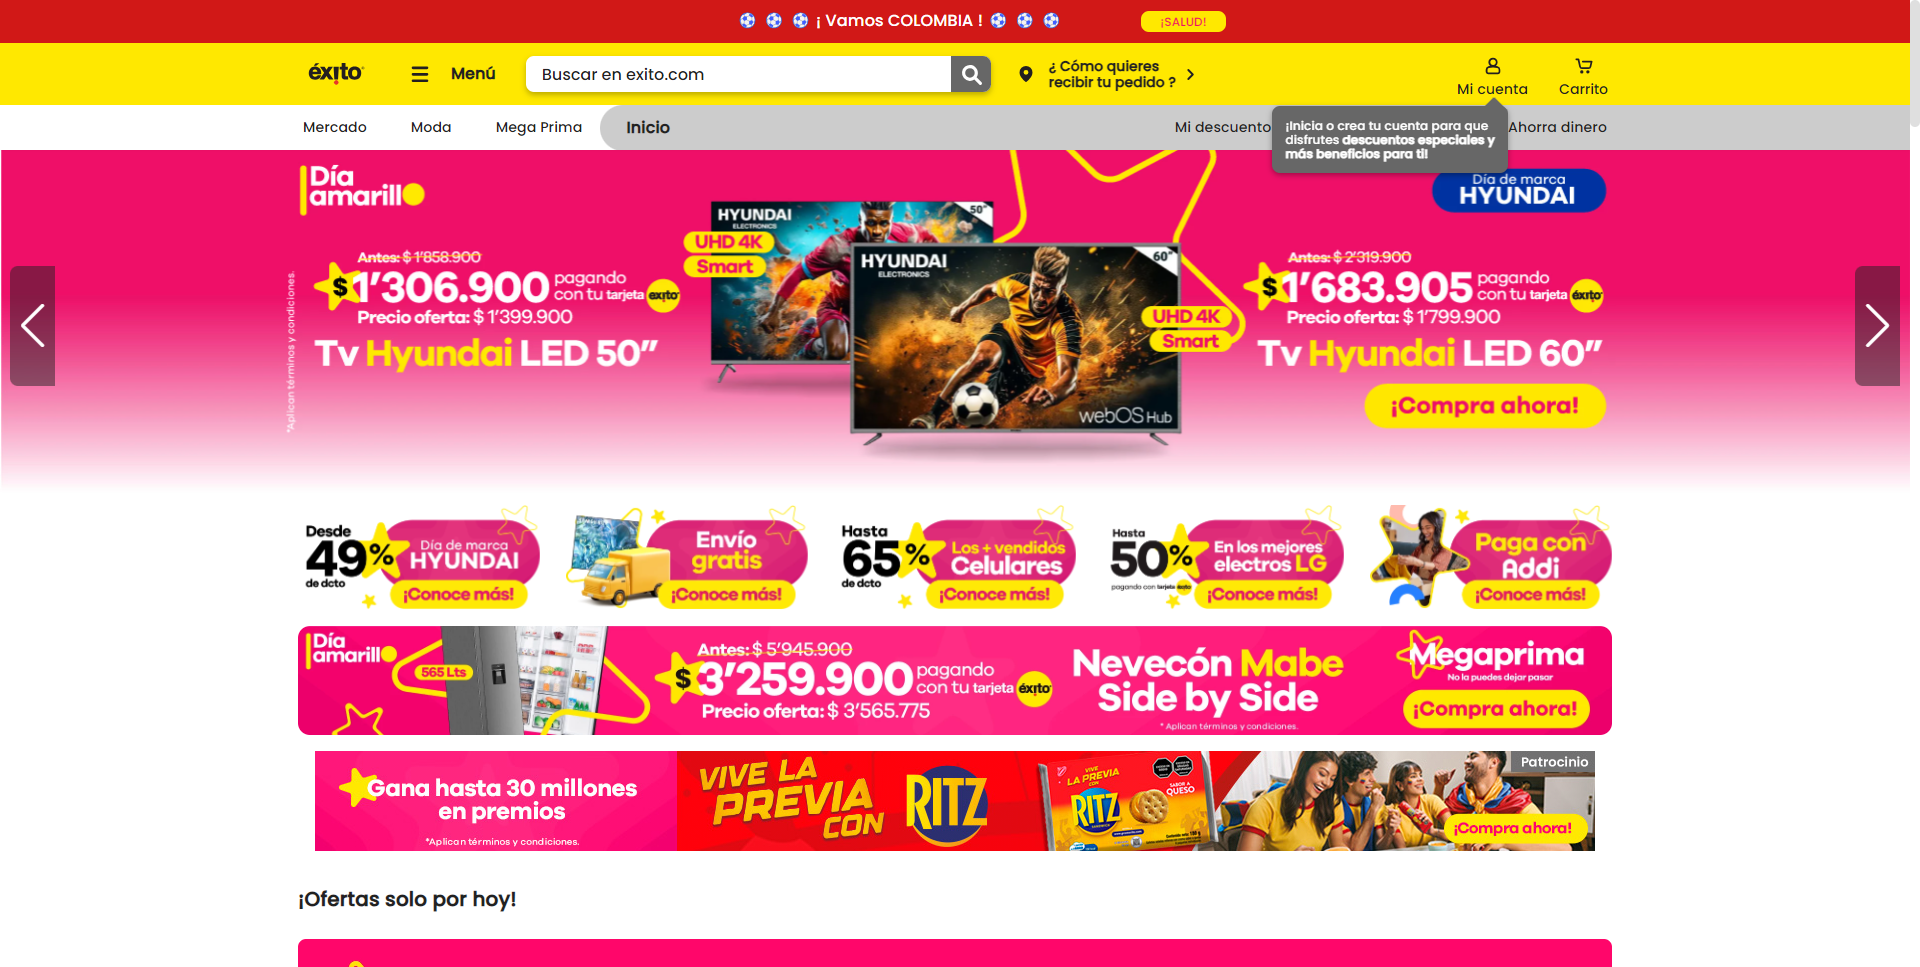 ¡ Vamos COLOMBIA !
¡SALUD!
éxito
Menú
Buscar en exito.com
¿ Cómo quieres
recibir tu pedido ?
Mi cuenta
Carrito
Mercado
Moda
Mega Prima
Inicio
Mi descuento
Ahorra dinero
¡Inicia o crea tu cuenta para que
disfrutes descuentos especiales y
más beneficios para ti!
Día
amarillo
Día de marca
HYUNDAI
*Aplican términos y condiciones.
Antes: $ 1'858.900
$1'306.900 pagando
con tu tarjeta éxito
Precio oferta: $ 1'399.900
Tv Hyundai LED 50”
HYUNDAI
ELECTRONICS
50"
UHD 4K
Smart
HYUNDAI
ELECTRONICS
60"
webOS Hub
UHD 4K
Smart
Antes: $ 2'319.900
$1'683.905 pagando
con tu tarjeta éxito
Precio oferta: $ 1'799.900
Tv Hyundai LED 60”
¡Compra ahora!
Desde
49%
de dcto
Día de marca
HYUNDAI
¡Conoce más!
Envío
gratis
¡Conoce más!
Hasta
65%
de dcto
Los + vendidos
Celulares
¡Conoce más!
Hasta
50%
pagando con tarjeta éxito
En los mejores
electros LG
¡Conoce más!
Paga con
Addi
¡Conoce más!
Día
amarillo
565 Lts
Antes: $ 5'945.900
$3'259.900 pagando
con tu tarjeta éxito
Precio oferta: $ 3'565.775
Nevecón Mabe
Side by Side
* Aplican términos y condiciones.
Megaprima
No la puedes dejar pasar
¡Compra ahora!
Gana hasta 30 millones
en premios
*Aplican términos y condiciones.
VIVE LA
PREVIA
CON
RITZ
VIVE
LA PREVIA
CON
RITZ
SABOR A
QUESO
Patrocinio
¡Compra ahora!
¡Ofertas solo por hoy!